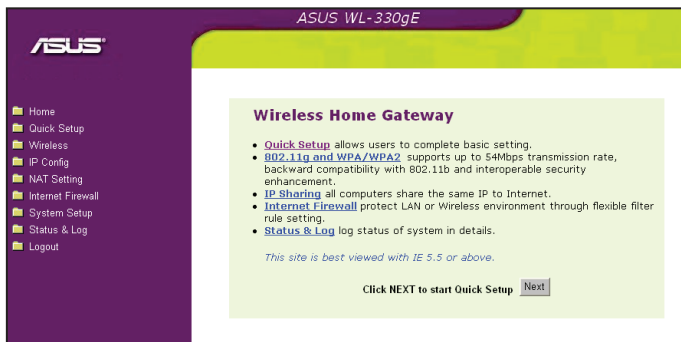 ASUS WL-330gE
ASUS
Home
Quick Setup
Wireless
IP Config
NAT Setting
Internet Firewall
System Setup
Status & Log
Logout
Wireless Home Gateway
Quick Setup allows users to complete basic setting.
802.11g and WPA/WPA2 supports up to 54Mbps transmission rate,
backward compatibility with 802.11b and interoperable security
enhancement.
IP Sharing all computers share the same IP to Internet.
Internet Firewall protect LAN or Wireless environment through flexible filter
rule setting.
Status & Log log status of system in details.
This site is best viewed with IE 5.5 or above.
Click NEXT to start Quick Setup Next